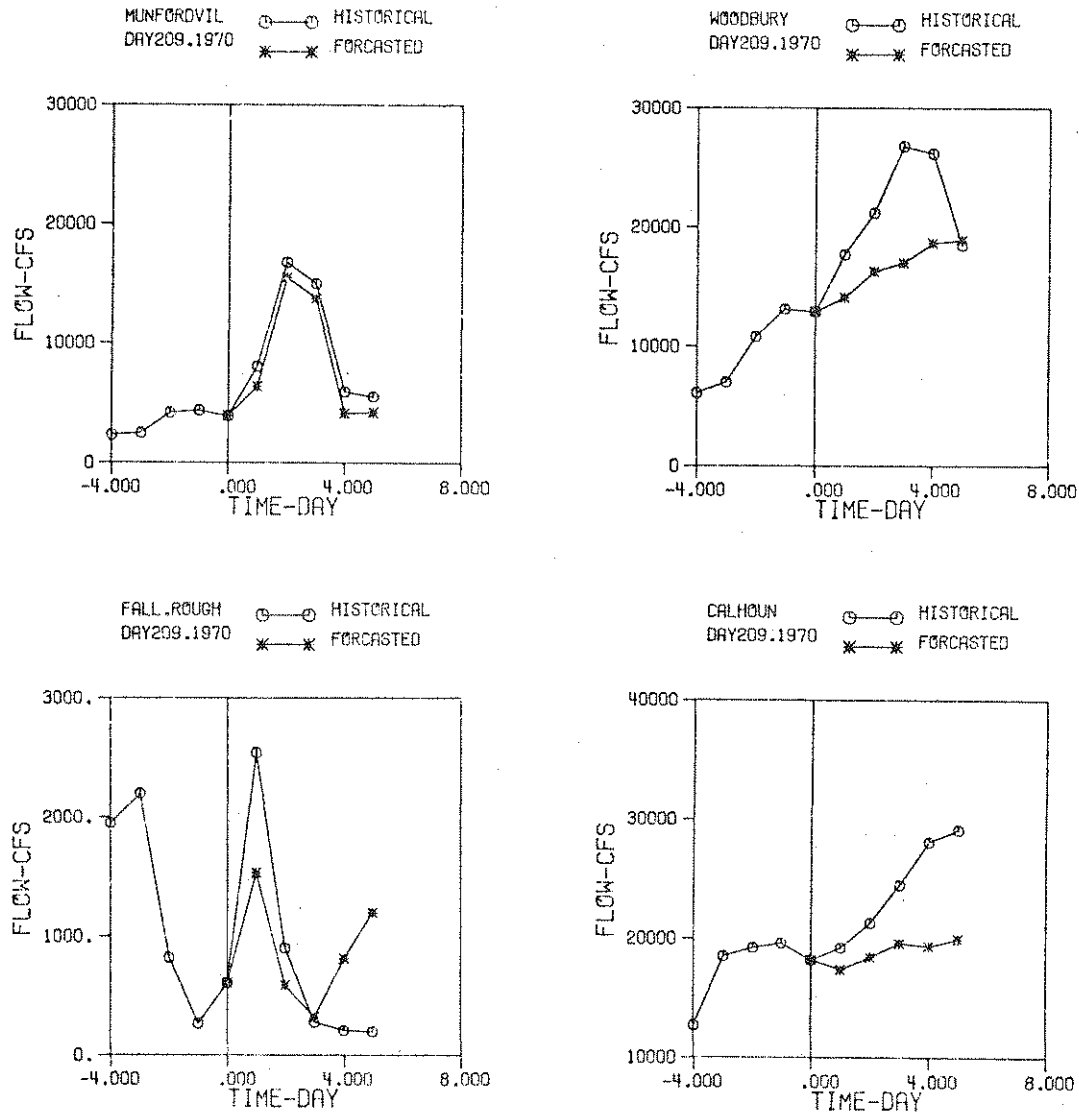 MUNFORDVIL
DAY209.1970
HISTORICAL
FORCASTED
30000
20000
10000
0
FLOW-CFS
-4.000 .000 4.000 8.000
TIME-DAY
WOODBURY
DAY209.1970
HISTORICAL
FORCASTED
30000
20000
10000
0
FLOW-CFS
-4.000 .000 4.000 8.000
TIME-DAY
FALL.ROUGH
DAY209.1970
HISTORICAL
FORCASTED
3000.
2000.
1000.
0.
FLOW-CFS
-4.000 .000 4.000 8.000
TIME-DAY
CALHOUN
DAY209.1970
HISTORICAL
FORCASTED
40000
30000
20000
10000
FLOW-CFS
-4.000 .000 4.000 8.000
TIME-DAY